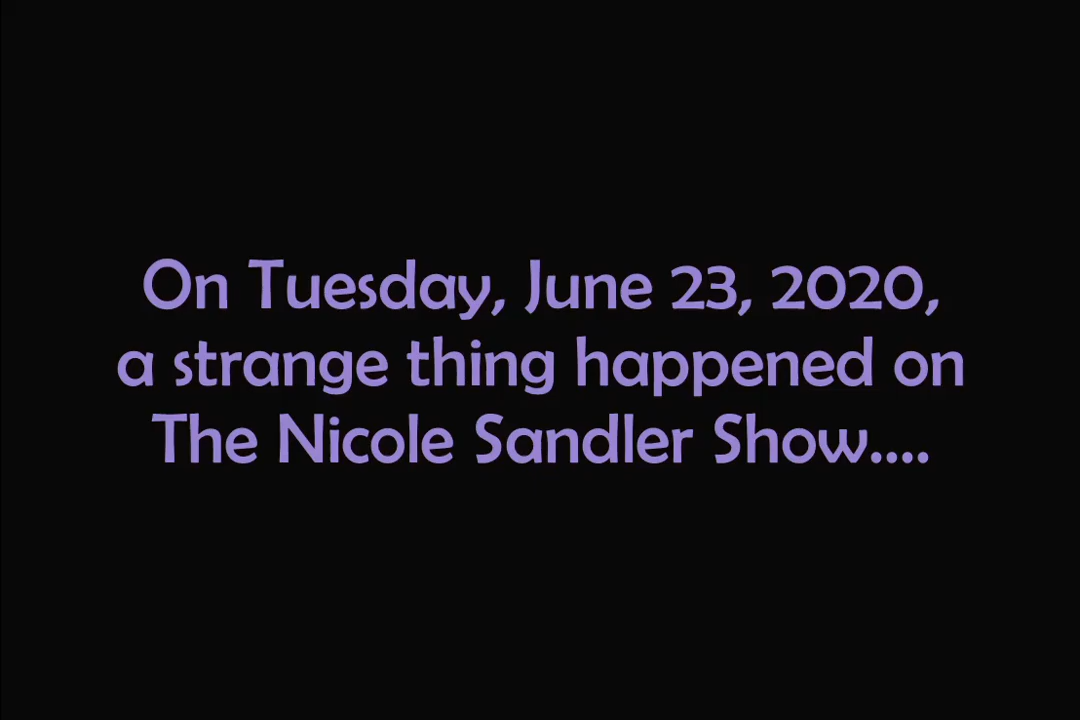 On Tuesday, June 23, 2020,
a strange thing happened on
The Nicole Sandler Show....